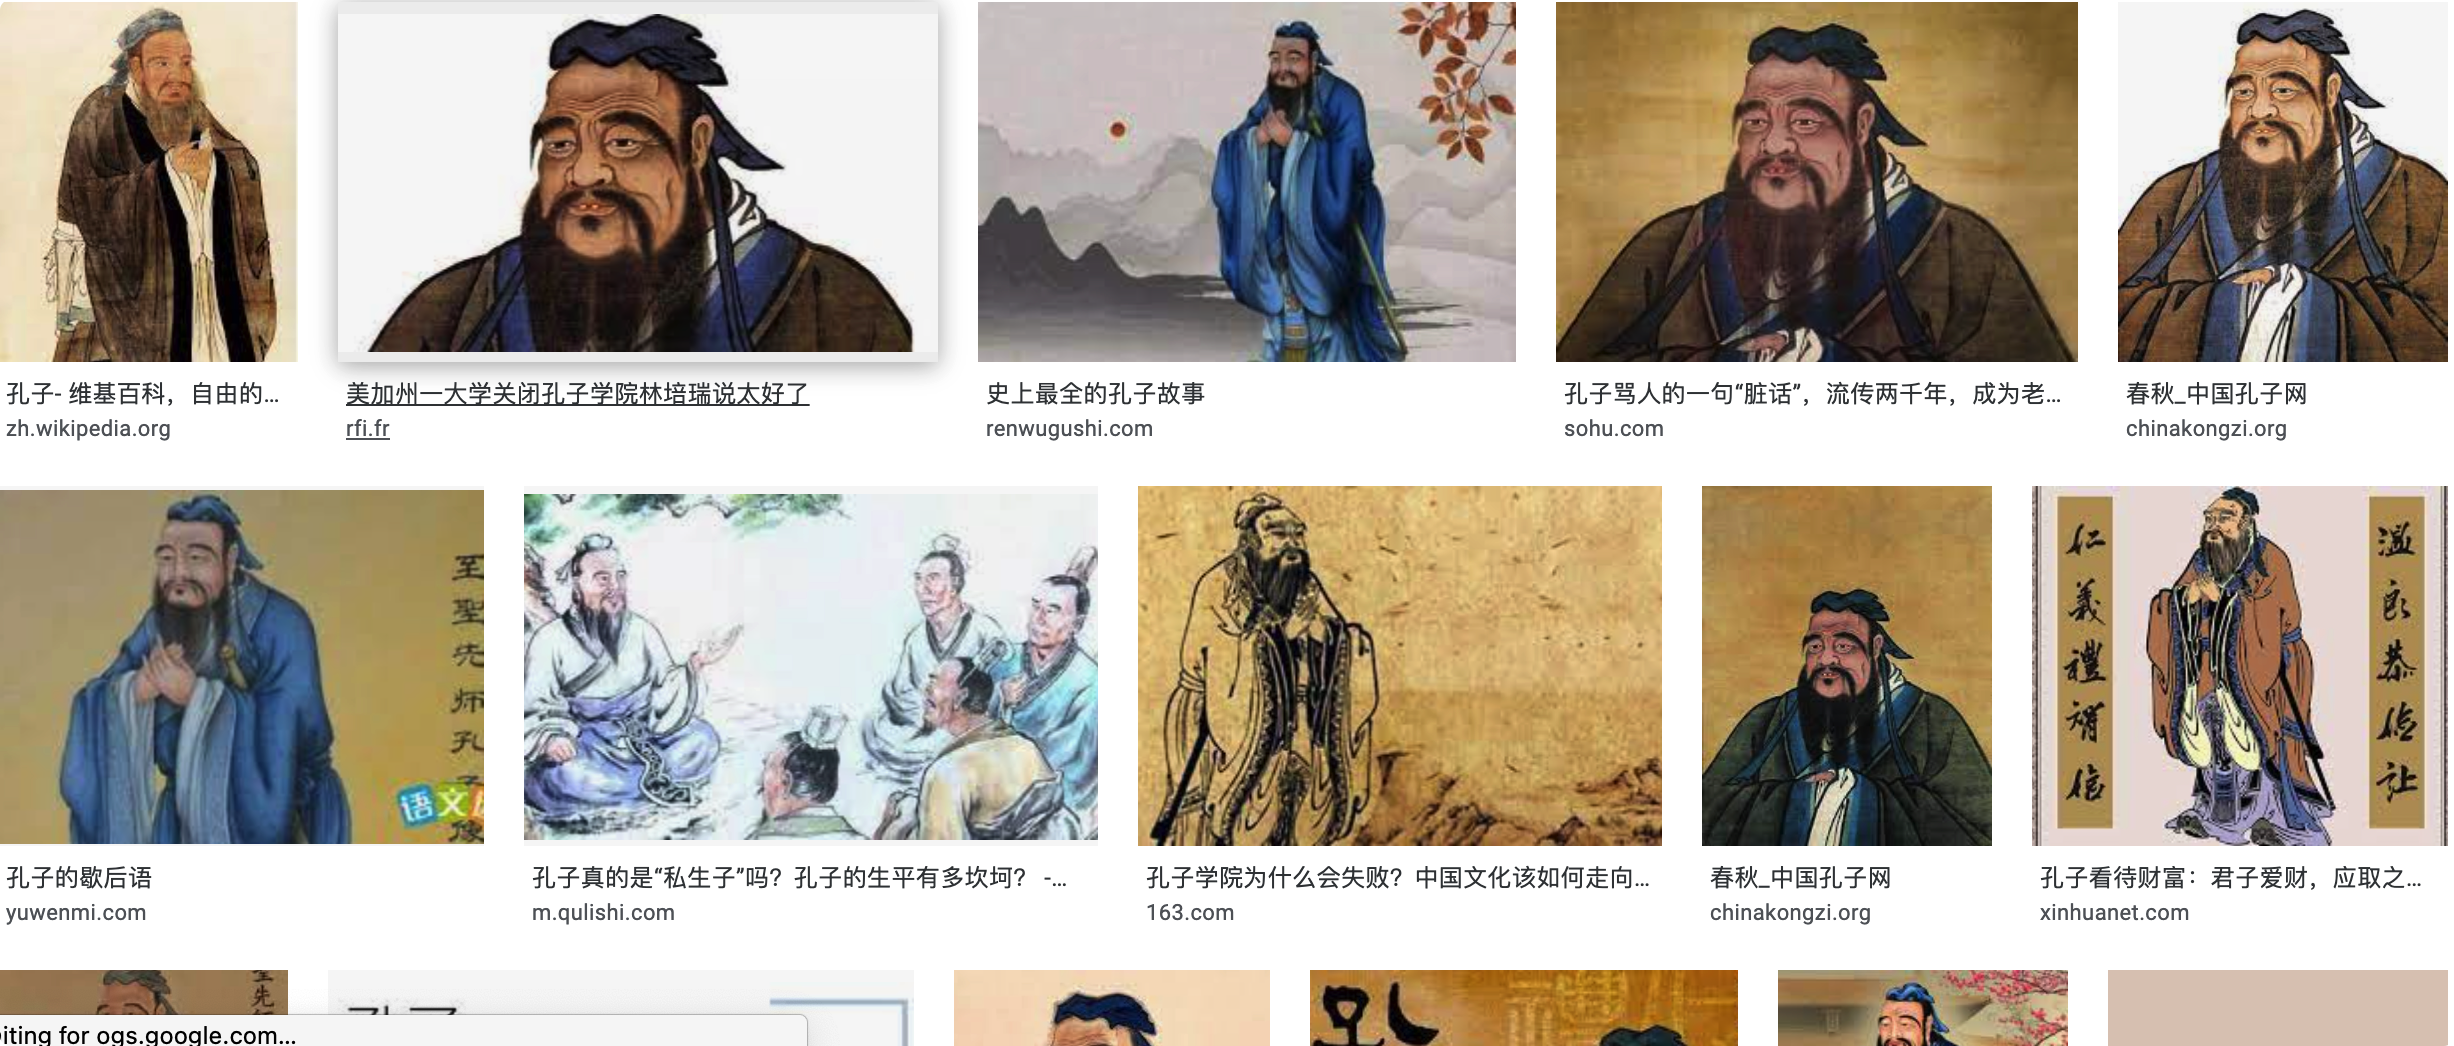 孔子- 维基百科，自由的...
zh.wikipedia.org
美加州一大学关闭孔子学院林培瑞说太好了
rfi.fr
史上最全的孔子故事
renwugushi.com
孔子骂人的一句“脏话”，流传两千年，成为老...
sohu.com
春秋_中国孔子网
chinakongzi.org
至聖先师孔子
语文
仁義禮智信
温良恭俭让
孔子的歇后语
yuwenmi.com
孔子真的是“私生子”吗？孔子的生平有多坎坷？ -...
m.qulishi.com
孔子学院为什么会失败？中国文化该如何走向...
163.com
春秋_中国孔子网
chinakongzi.org
孔子看待财富：君子爱财，应取之...
xinhuanet.com
iting for ogs.google.com...